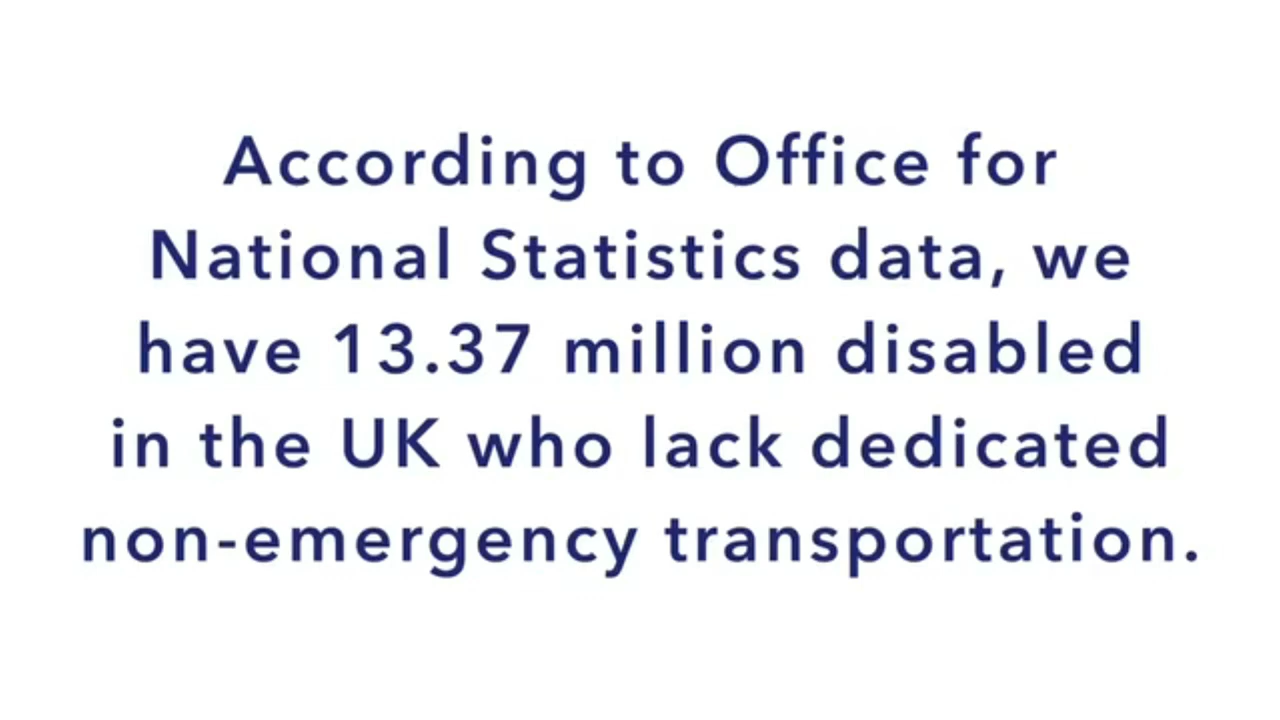 According to Office for
National Statistics data, we
have 13.37 million disabled
in the UK who lack dedicated
non-emergency transportation.